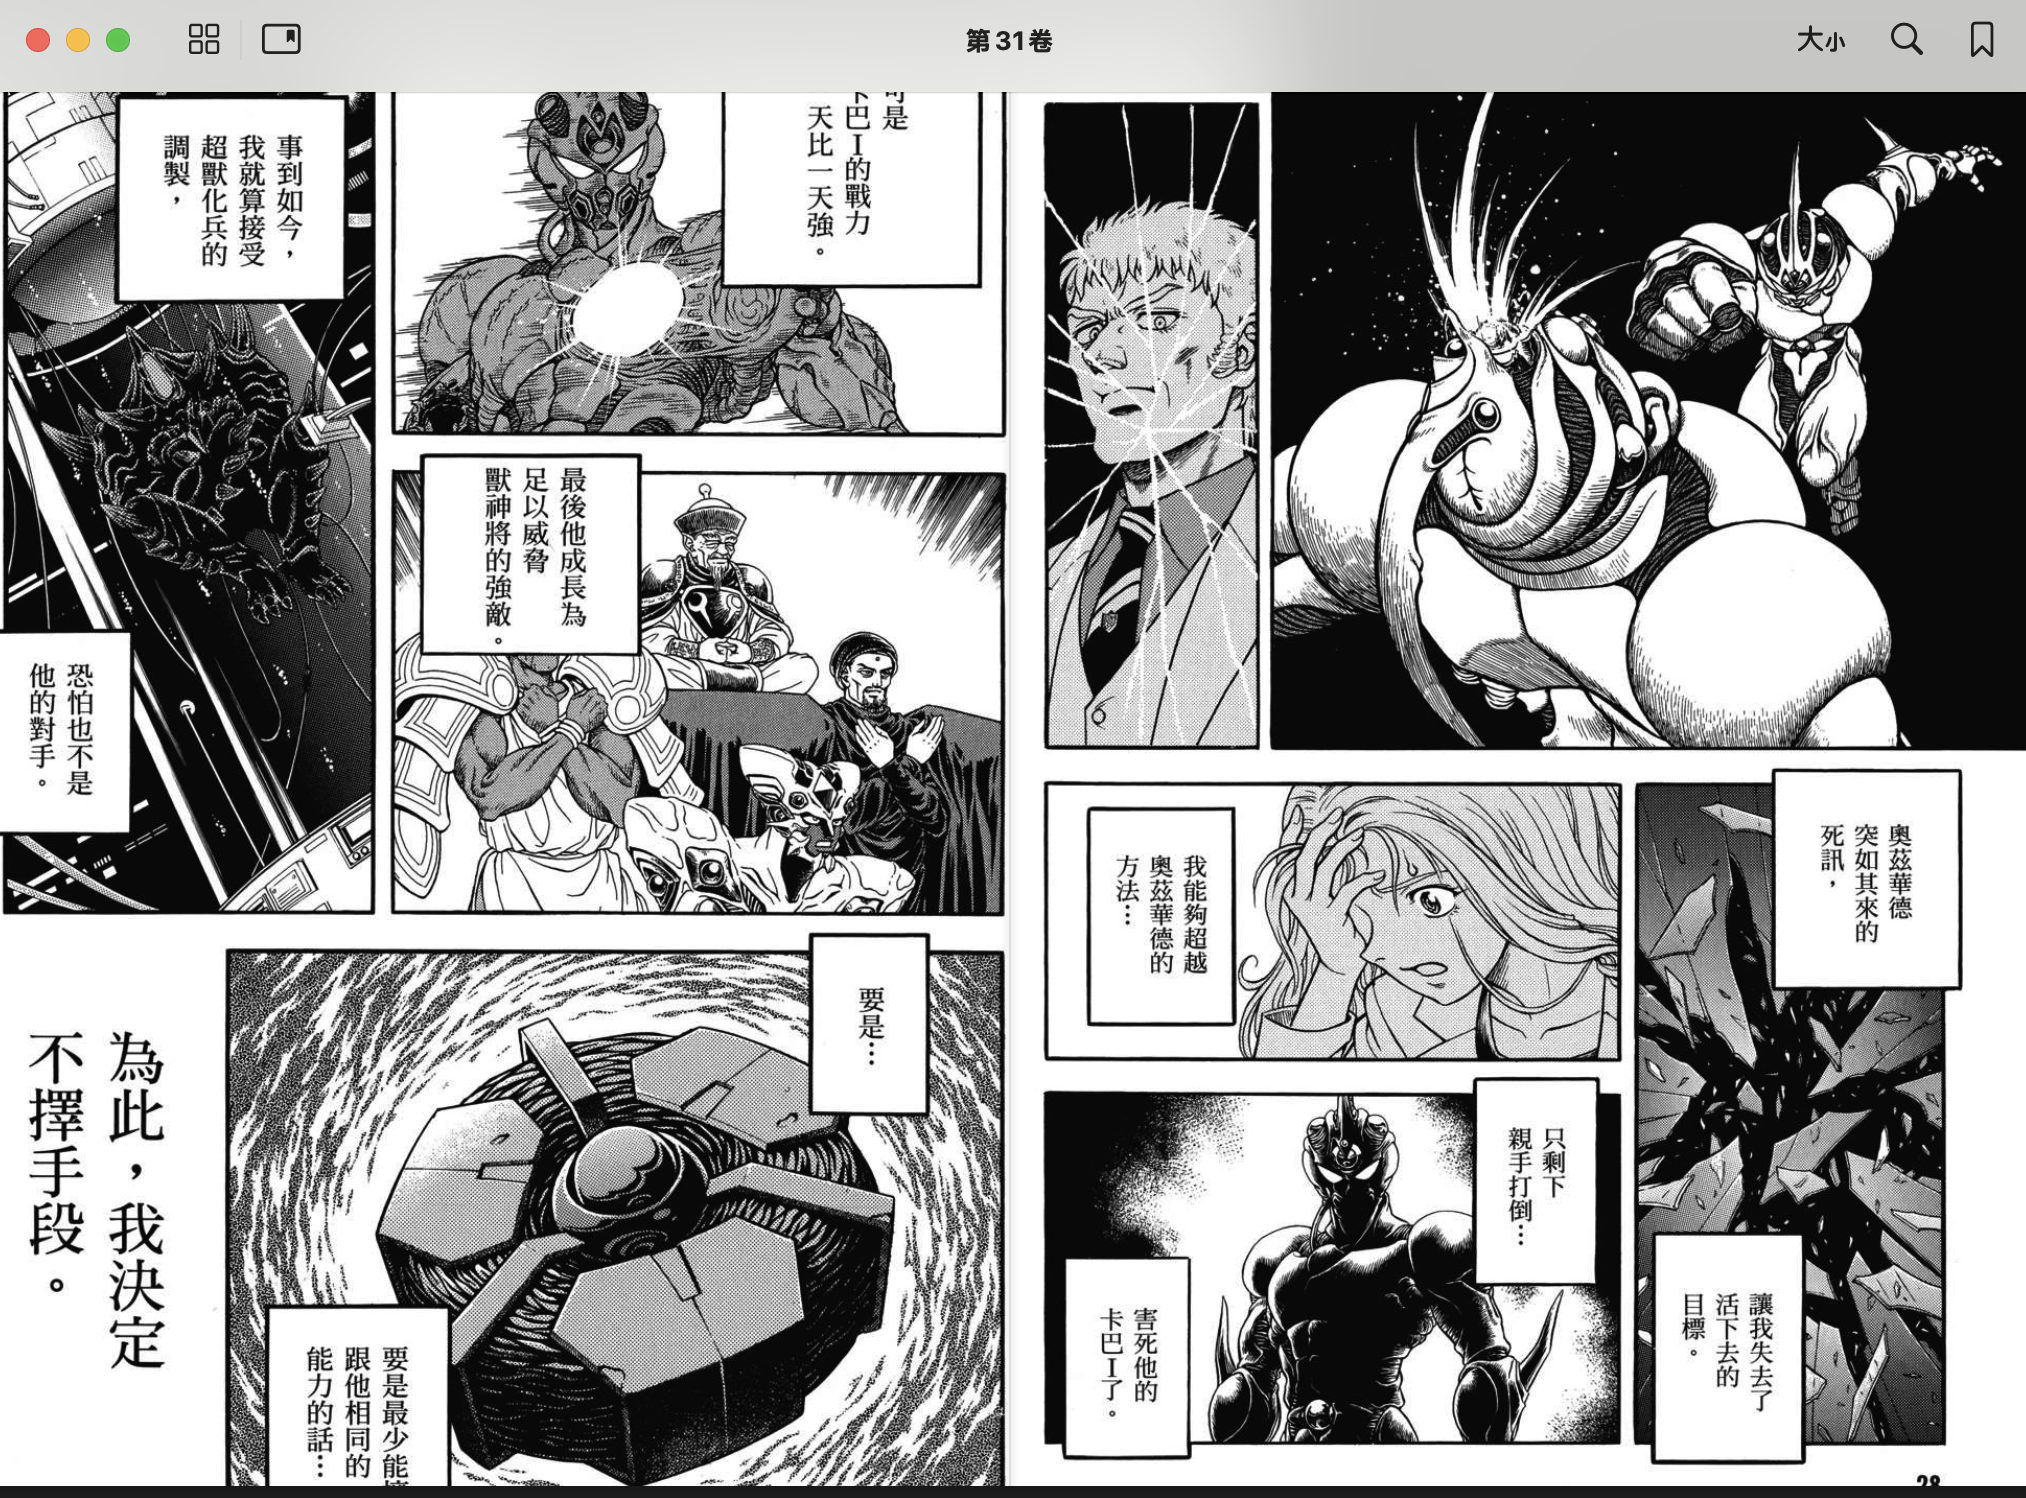 第31卷
大小
奧茲華德
突如其來的
死訊，
讓我失去了
活下去的
目標。
我能夠超越
奧茲華德的
方法…
只剩下
親手打倒…
害死他的
卡巴I了。
28
可是
卡巴I的戰力
天比一天強。
最後他成長為
足以威脅
獸神將的強敵。
事到如今，
我就算接受
超獸化兵的
調製，
恐怕也不是
他的對手。
要是…
要是最少能
跟他相同的
能力的話…
為此，我決定
不擇手段。